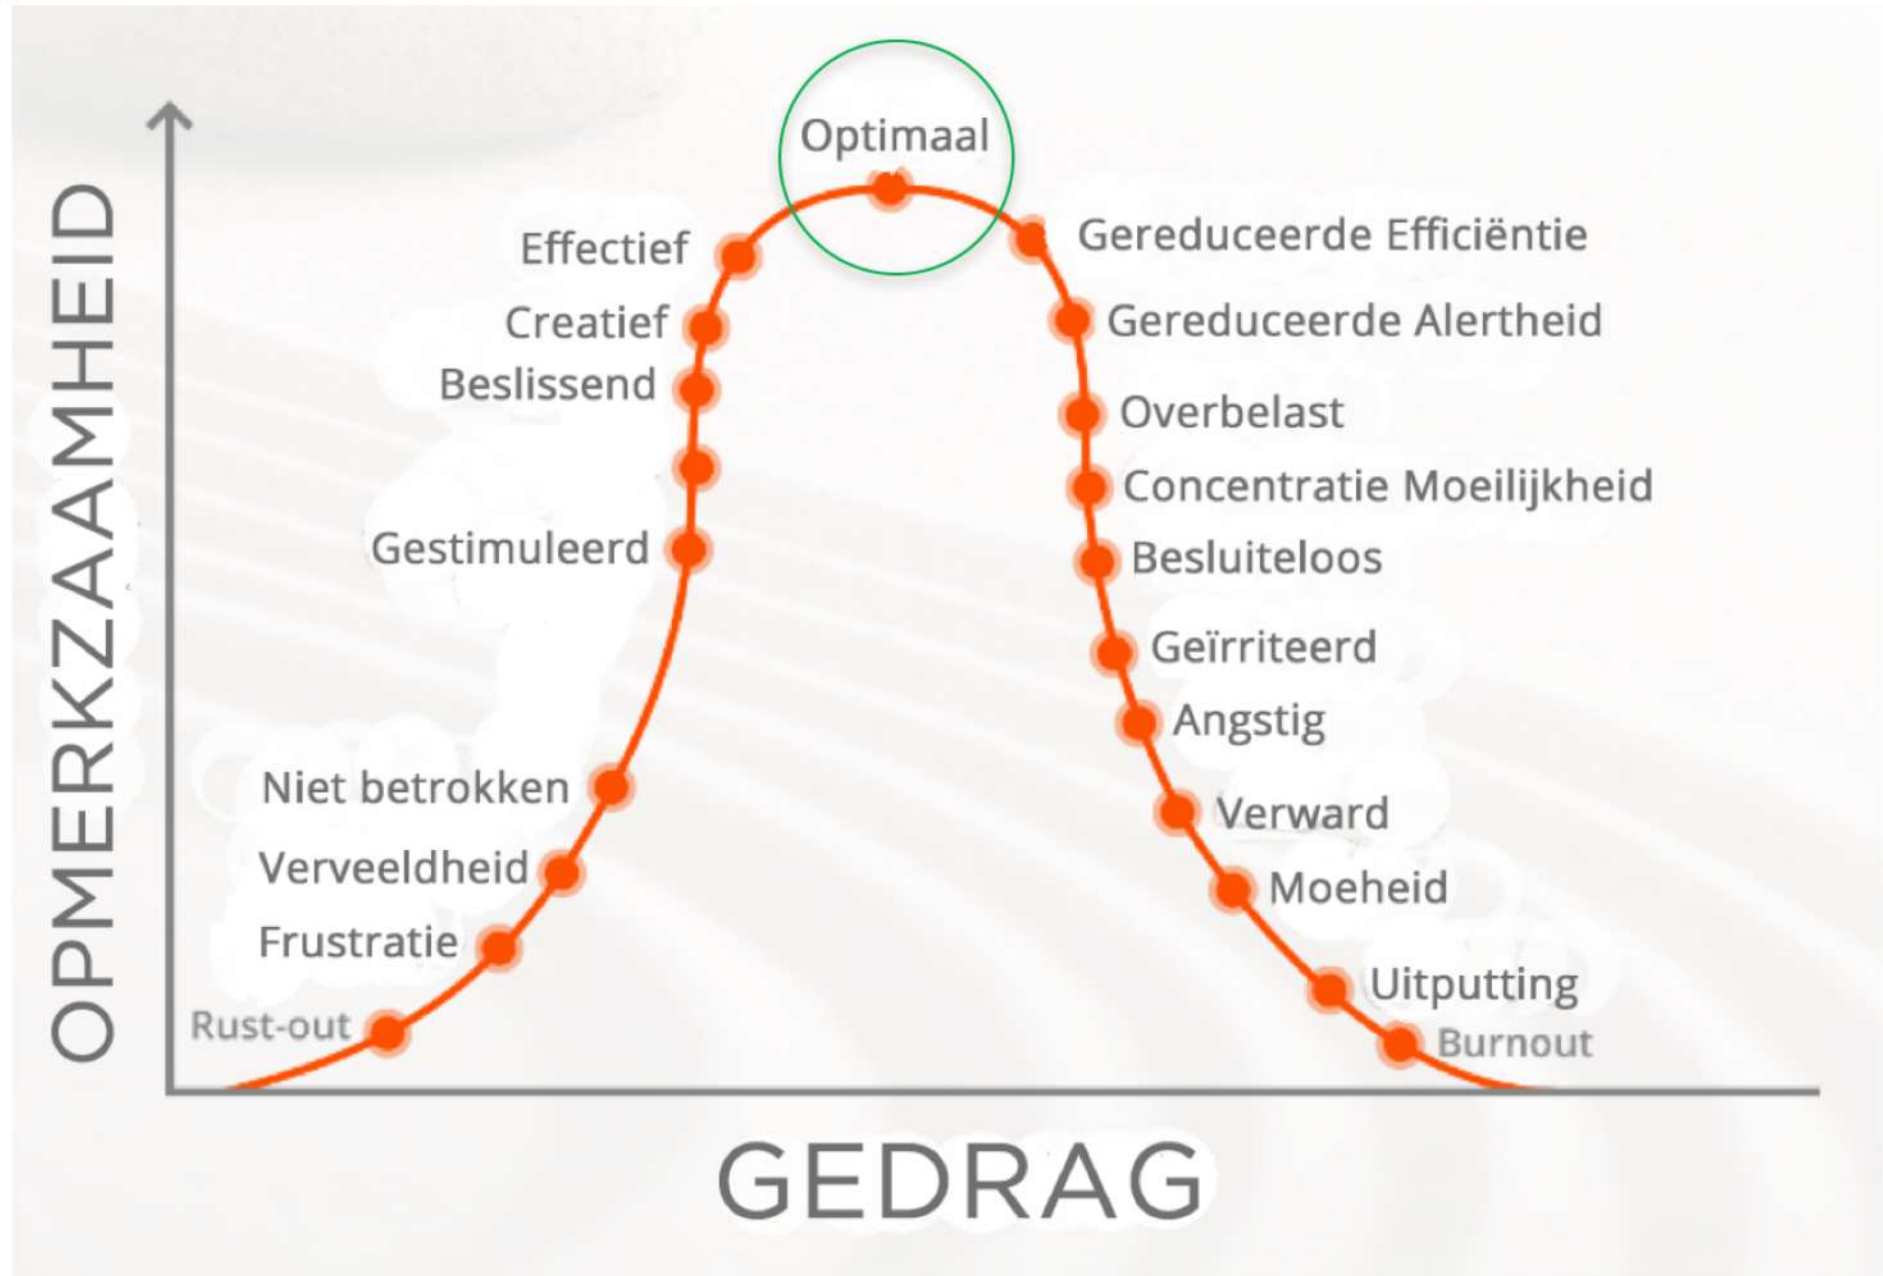 OPMERKZAAMHEID
Optimaal
Effectief
Creatief
Beslissend
Gestimuleerd
Niet betrokken
Verveeldheid
Frustratie
Rust-out
Gereduceerde Efficiëntie
Gereduceerde Alertheid
Overbelast
Concentratie Moeilijkheid
Besluiteloos
Geïrriteerd
Angstig
Verward
Moeheid
Uitputting
Burnout
GEDRAG